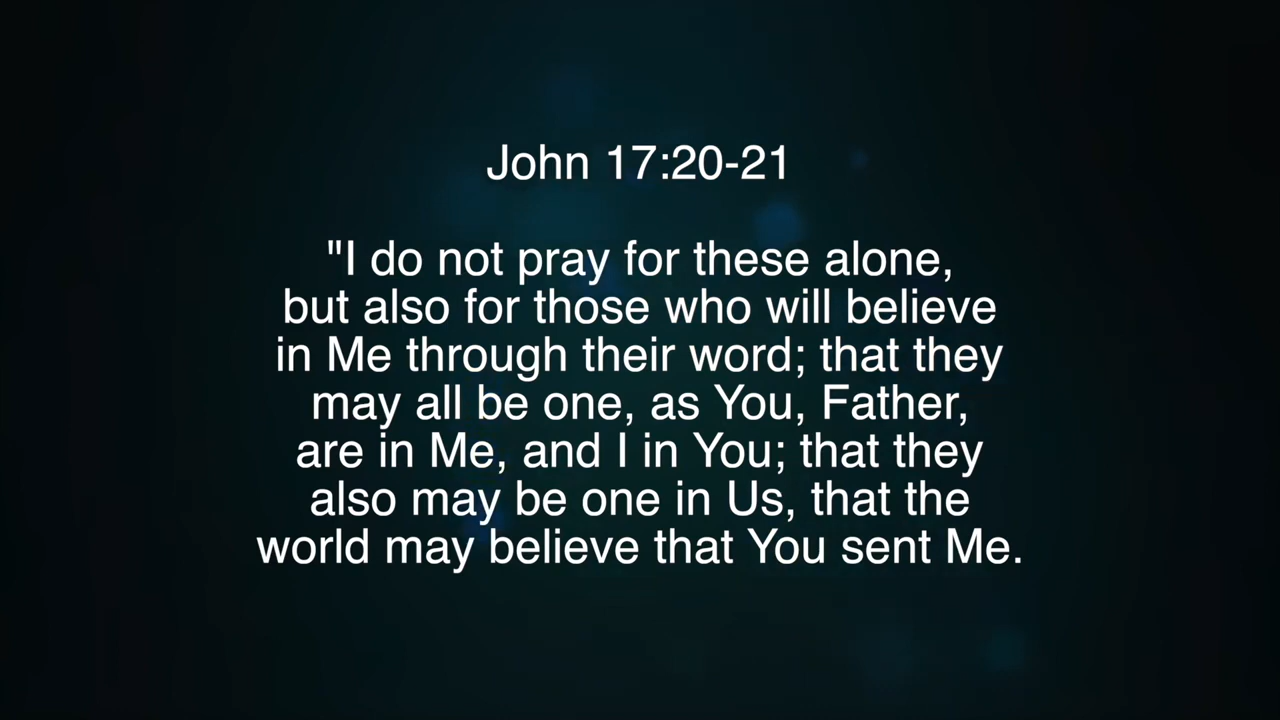 John 17:20-21
"I do not pray for these alone,
but also for those who will believe
in Me through their word; that they
may all be one, as You, Father,
are in Me, and I in You; that they
also may be one in Us, that the
world may believe that You sent Me.